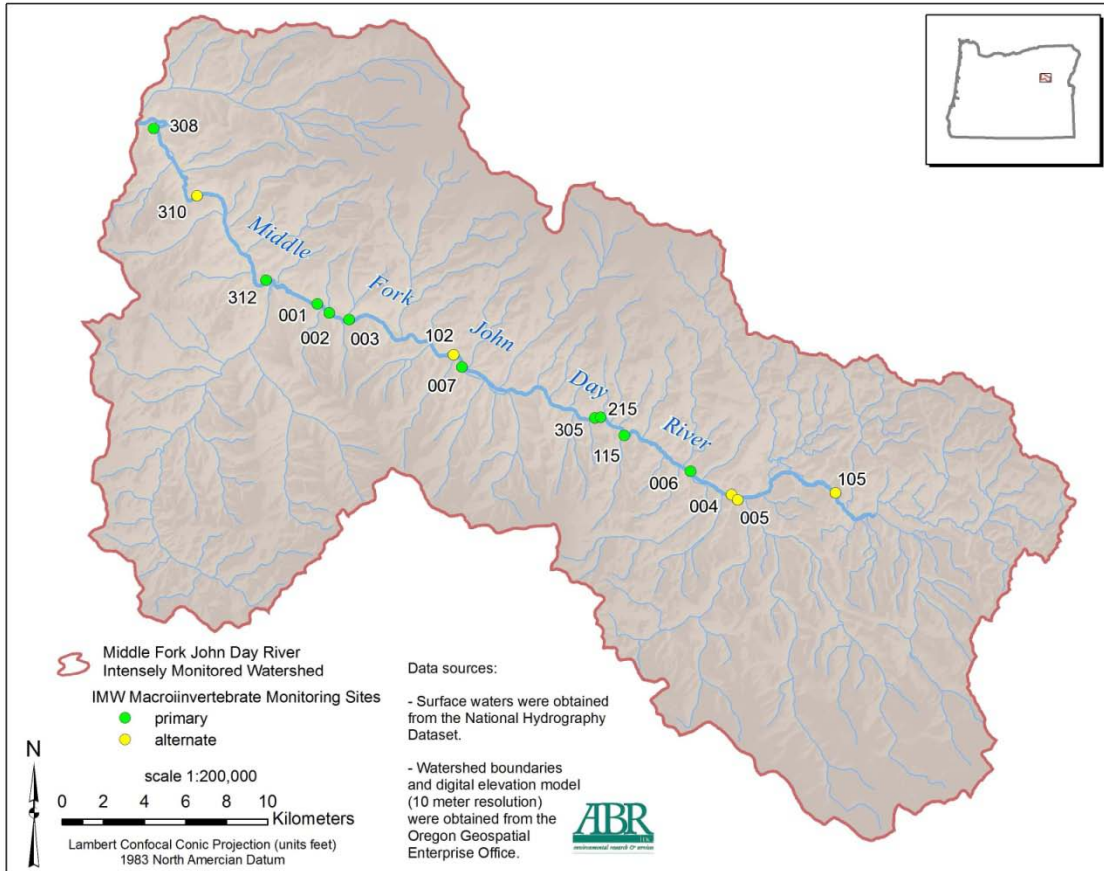 308
310
Middle
312
001
Fork
002
003
102
John
007
Day
215
305
115
River
006
004
005
105
Middle Fork John Day River
Intensely Monitored Watershed
IMW Macroiinvertebrate Monitoring Sites
primary
alternate
N
scale 1:200,000
0 2 4 6 8 10
Kilometers
Lambert Confocal Conic Projection (units feet)
1983 North Amercian Datum
Data sources:
- Surface waters were obtained
from the National Hydrography
Dataset.
- Watershed boundaries
and digital elevation model
(10 meter resolution)
were obtained from the
Oregon Geospatial
Enterprise Office.
ABR
environmental research & services